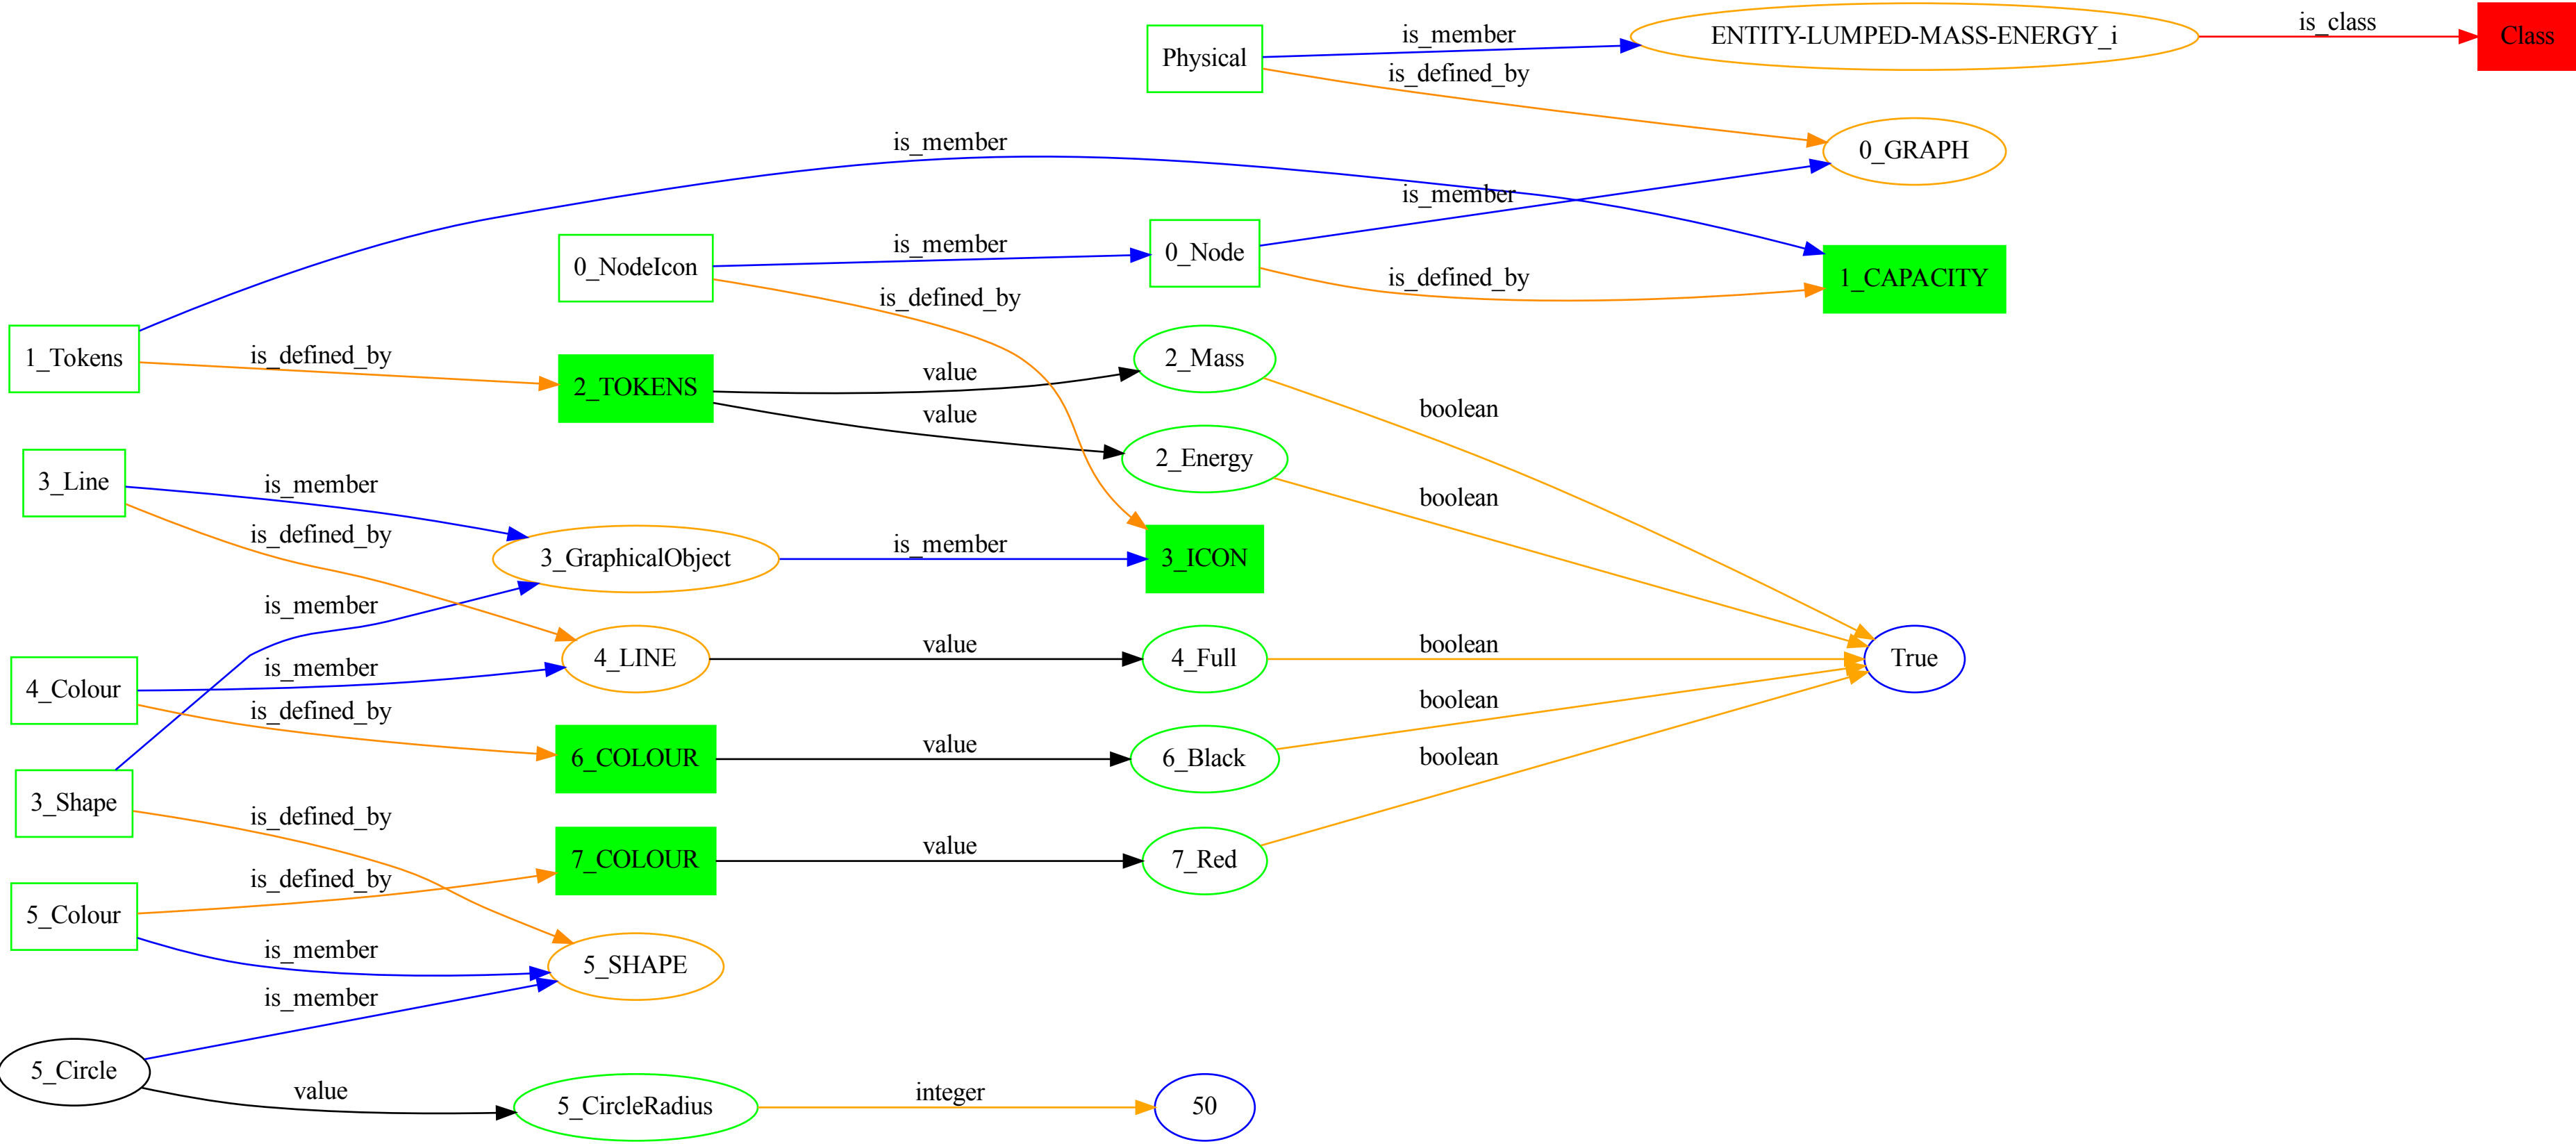 Physical
is_member
ENTITY-LUMPED-MASS-ENERGY_i
is_class
Class
is_defined_by
0_GRAPH
is_member
is_member
0_NodeIcon
is_member
0_Node
is_defined_by
1_CAPACITY
is_defined_by
1_Tokens
is_defined_by
2_TOKENS
value
2_Mass
value
boolean
2_Energy
boolean
3_Line
is_member
is_defined_by
3_GraphicalObject
is_member
3_ICON
is_member
4_LINE
value
4_Full
boolean
True
4_Colour
is_member
is_defined_by
6_COLOUR
value
6_Black
boolean
boolean
3_Shape
is_defined_by
7_COLOUR
value
7_Red
is_defined_by
5_Colour
is_member
5_SHAPE
is_member
5_Circle
value
5_CircleRadius
integer
50